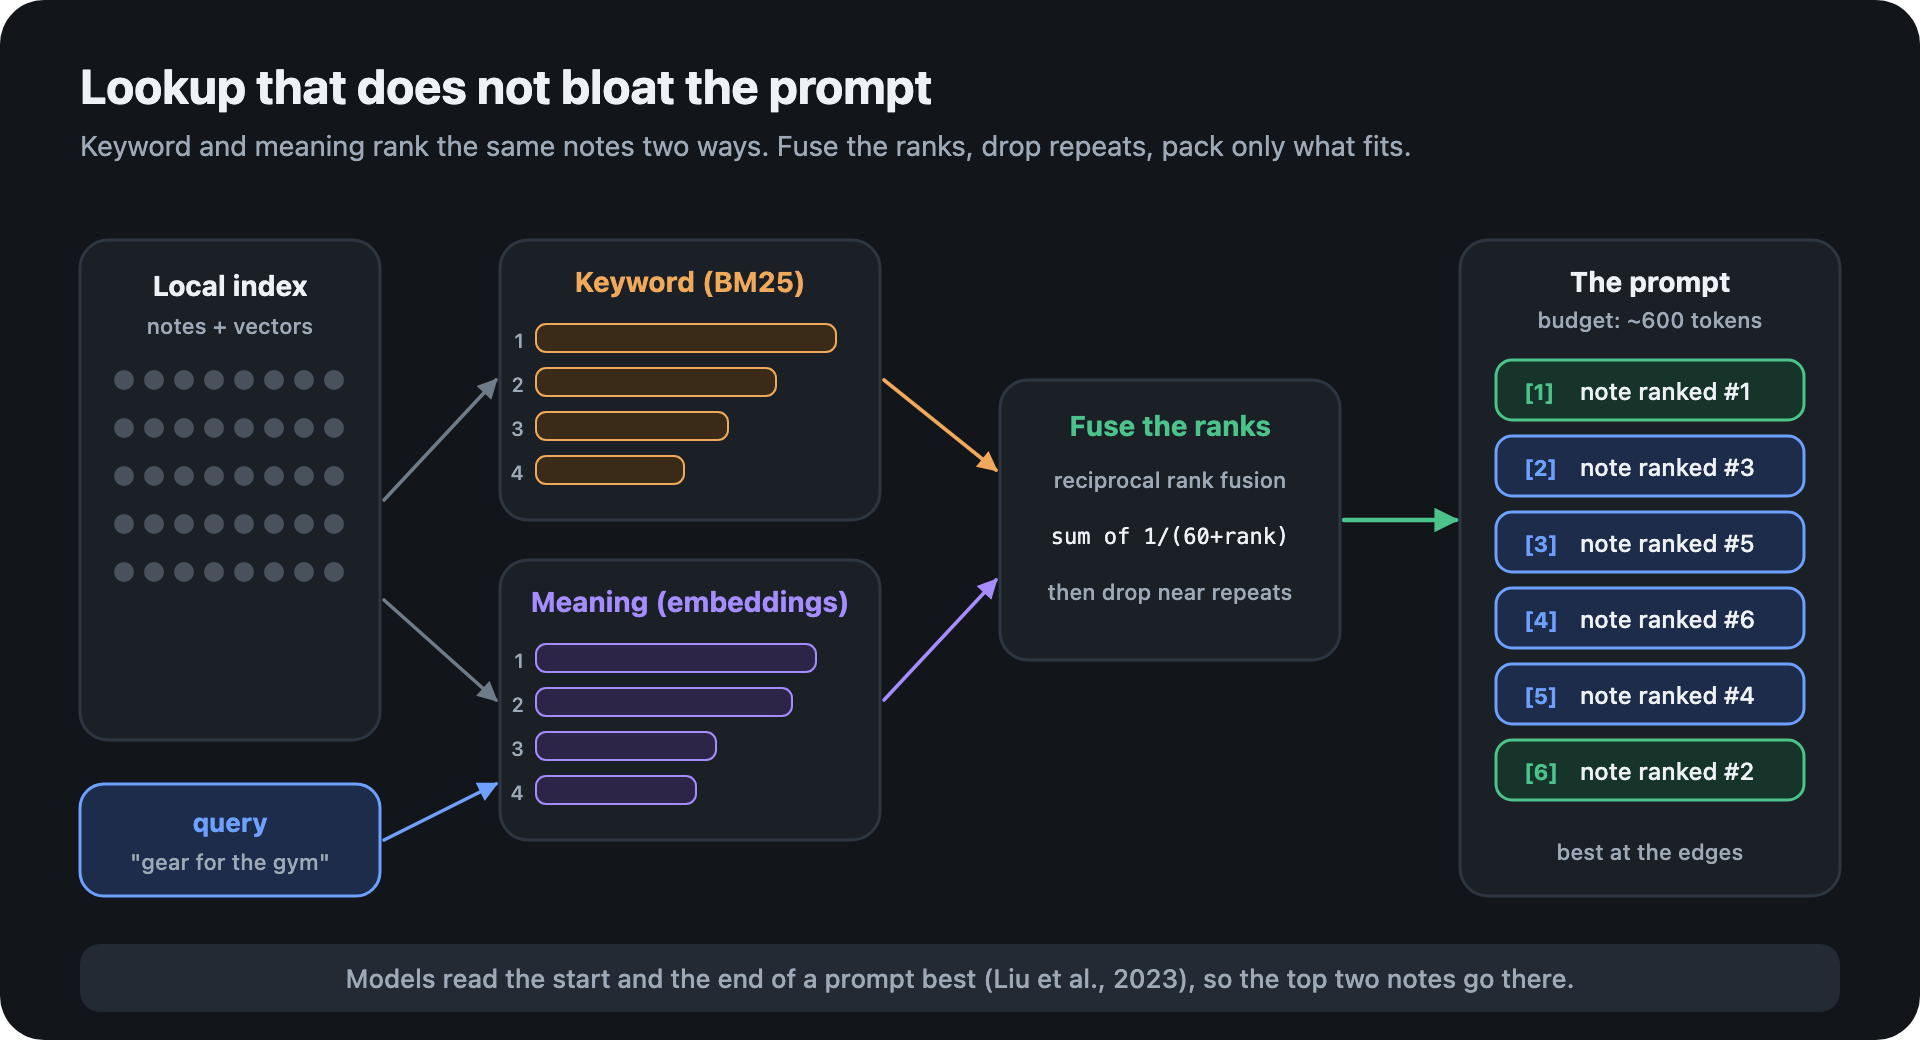 Lookup that does not bloat the prompt
Keyword and meaning rank the same notes two ways. Fuse the ranks, drop repeats, pack only what fits.
Local index
notes + vectors
query
"gear for the gym"
Keyword (BM25)
1
2
3
4
Meaning (embeddings)
1
2
3
4
Fuse the ranks
reciprocal rank fusion
sum of 1/(60+rank)
then drop near repeats
The prompt
budget: ~600 tokens
[1] note ranked #1
[2] note ranked #3
[3] note ranked #5
[4] note ranked #6
[5] note ranked #4
[6] note ranked #2
best at the edges
Models read the start and the end of a prompt best (Liu et al., 2023), so the top two notes go there.